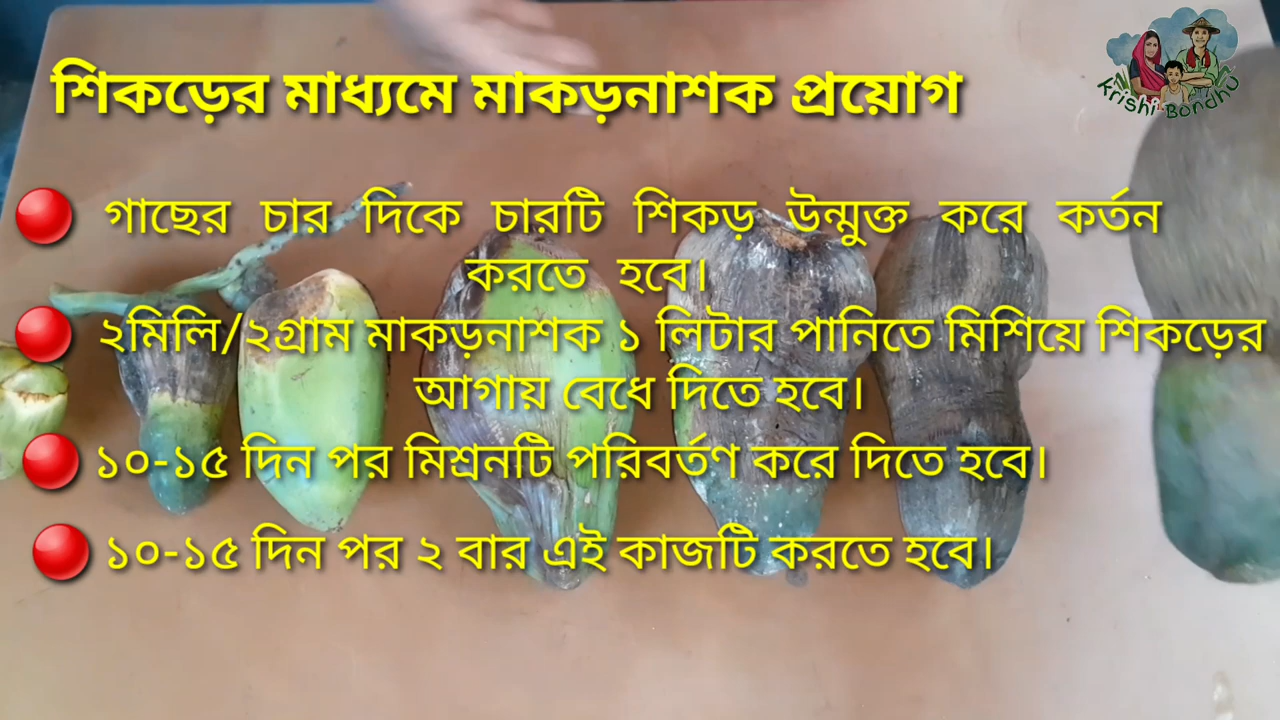 Krishi Bondhu
শিকড়ের মাধ্যমে মাকড়নাশক প্রয়োগ
গাছের চার দিকে চারটি শিকড় উন্মুক্ত করে কর্তন
করতে হবে।
২মিলি/২গ্রাম মাকড়নাশক ১ লিটার পানিতে মিশিয়ে শিকড়ের
আগায় বেধে দিতে হবে।
১০-১৫ দিন পর মিশ্রনটি পরিবর্তণ করে দিতে হবে।
১০-১৫ দিন পর ২ বার এই কাজটি করতে হবে।